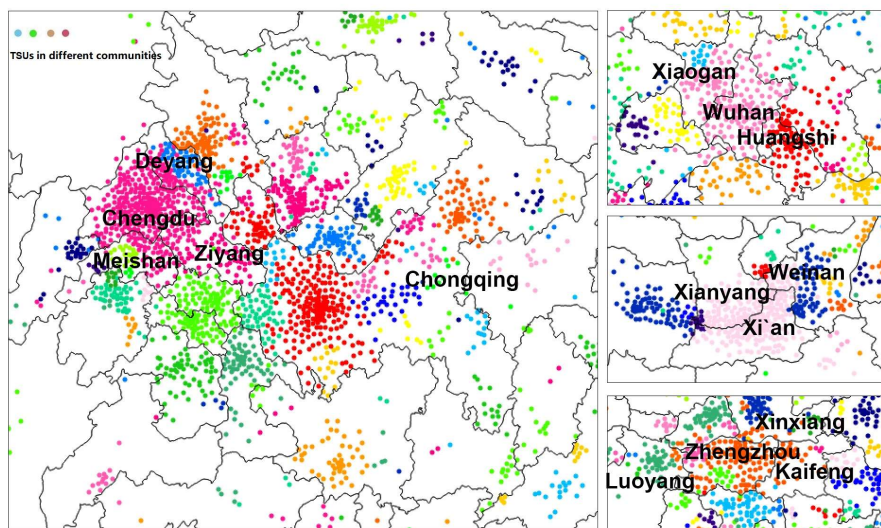 TSUs in different communities
Deyang
Chengdu
Meishan
Ziyang
Chongqing
Xiaogan
Wuhan
Huangshi
Weinan
Xianyang
Xi`an
Xinxiang
Zhengzhou
Kaifeng
Luoyang